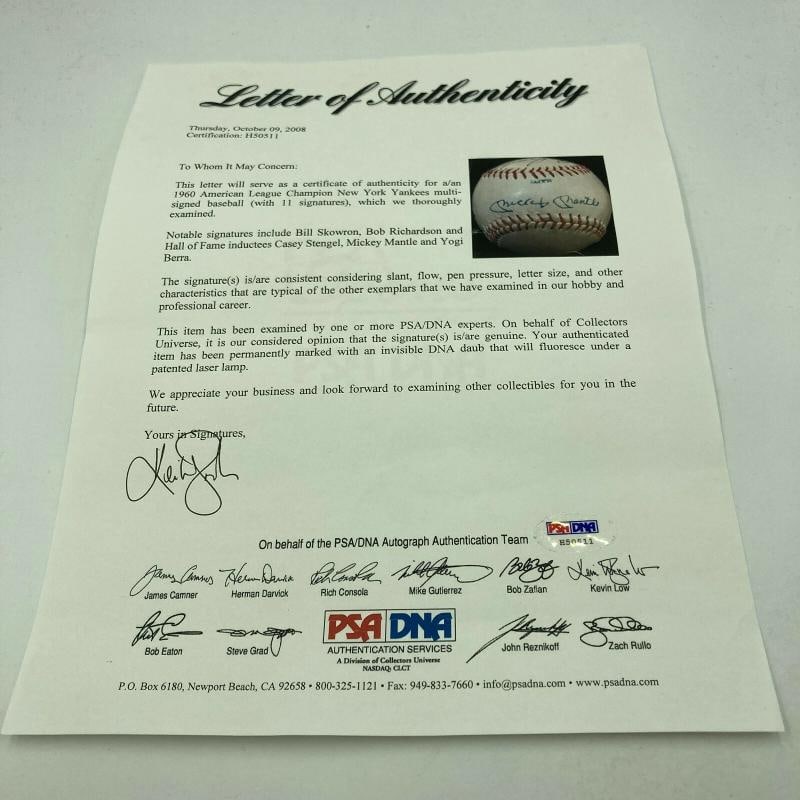 Letter of Authenticity
Thursday, October 09, 2008
Certification: H50511
To Whom It May Concern:
This letter will serve as a certificate of authenticity for a/an
1960 American League Champion New York Yankees multi-
signed baseball (with 11 signatures), which we thoroughly
examined.
Notable signatures include Bill Skowron, Bob Richardson and
Hall of Fame inductees Casey Stengel, Mickey Mantle and Yogi
Berra.
Mickey Mantle
The signature(s) is/are consistent considering slant, flow, pen pressure, letter size, and other
characteristics that are typical of the other exemplars that we have examined in our hobby and
professional career.
This item has been examined by one or more PSA/DNA experts. On behalf of Collectors
Universe, it is our considered opinion that the signature(s) is/are genuine. Your authenticated
item has been permanently marked with an invisible DNA daub that will fluoresce under a
patented laser lamp.
We appreciate your business and look forward to examining other collectibles for you in the
future.
Yours in Signatures,
PSA DNA
H50511
On behalf of the PSA/DNA Autograph Authentication Team
James Camner Herman Darvick Rich Consola Mike Gutierrez Bob Zafian Kevin Low
Bob Eaton Steve Grad John Reznikoff Zach Rullo
PSA DNA
AUTHENTICATION SERVICES
A Division of Collectors Universe
NASDAQ: CLCT
P.O. Box 6180, Newport Beach, CA 92658 • 800-325-1121 • Fax: 949-833-7660 • info@psadna.com • www.psadna.com